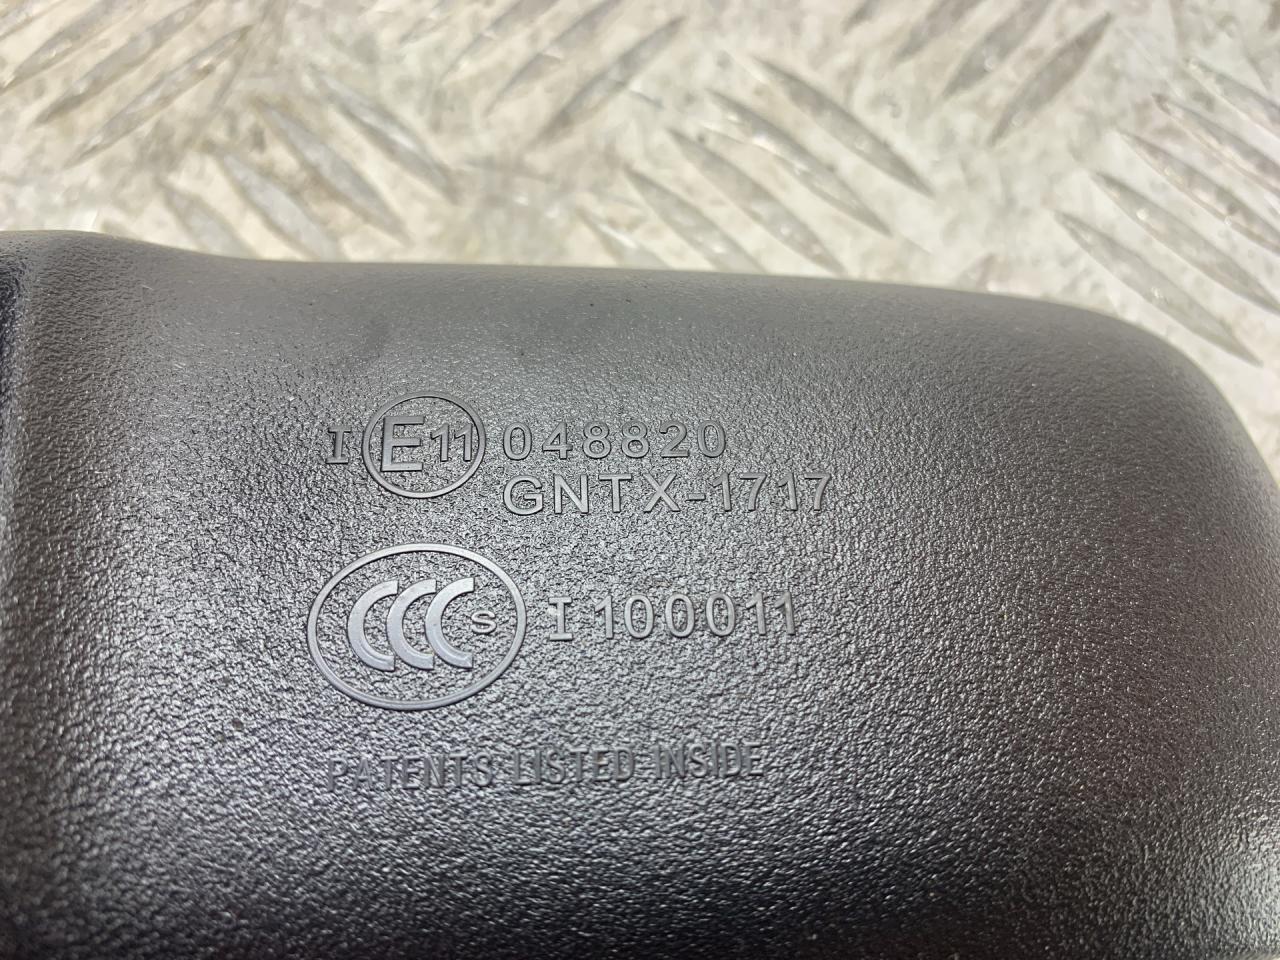 I E11 048820
GNTX-1717
CCC S I 100011
PATENTS LISTED INSIDE